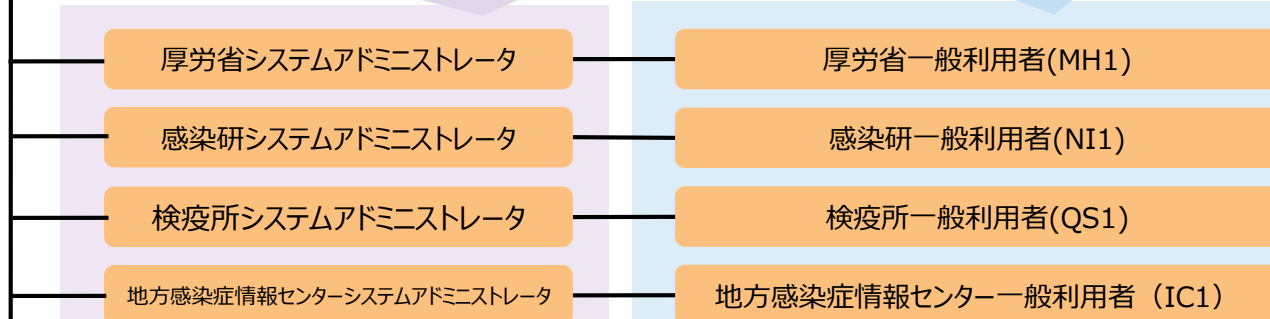 厚労省システムアドミニストレータ
厚労省一般利用者(MH1)
感染研システムアドミニストレータ
感染研一般利用者(NI1)
検疫所システムアドミニストレータ
検疫所一般利用者(QS1)
地方感染症情報センターシステムアドミニストレータ
地方感染症情報センター一般利用者（IC1）